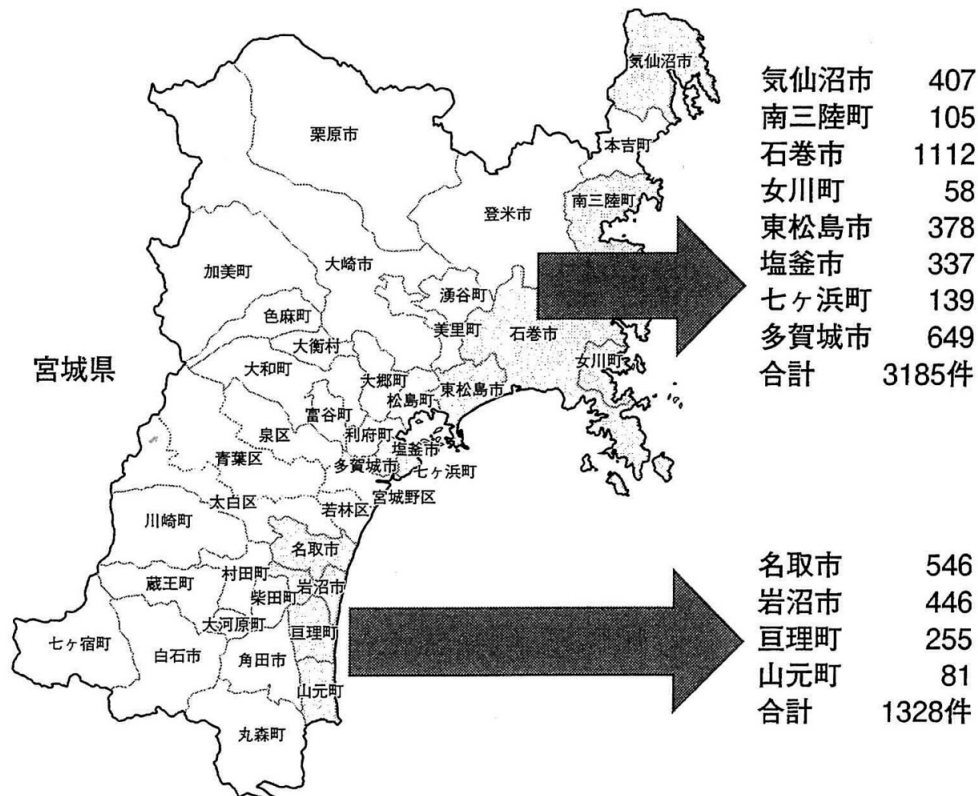 宮城県
気仙沼市
本吉町
栗原市
登米市
南三陸町
大崎市
加美町
湧谷町
色麻町
美里町
石巻市
大衡村
女川町
大和町
大郷町
東松島市
松島町
富谷町
利府町
泉区
塩釜市
青葉区
多賀城市
七ヶ浜町
宮城野区
太白区
若林区
川崎町
名取市
村田町
蔵王町
柴田町
岩沼市
大河原町
亘理町
七ヶ宿町
白石市
角田市
山元町
丸森町
気仙沼市 407
南三陸町 105
石巻市 1112
女川町 58
東松島市 378
塩釜市 337
七ヶ浜町 139
多賀城市 649
合計 3185件
名取市 546
岩沼市 446
亘理町 255
山元町 81
合計 1328件